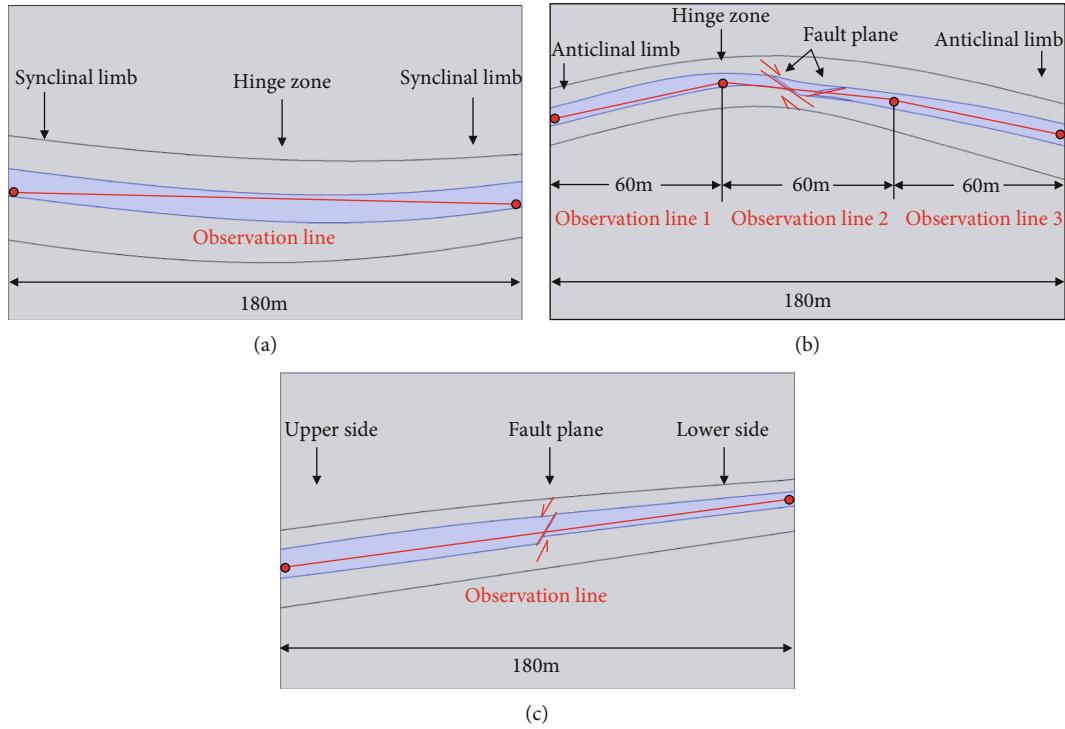 Synclinal limb
Hinge zone
Synclinal limb
Observation line
180m
(a)
Hinge zone
Anticlinal limb
Fault plane
Anticlinal limb
60m
60m
60m
Observation line 1
Observation line 2
Observation line 3
180m
(b)
Upper side
Fault plane
Lower side
Observation line
180m
(c)